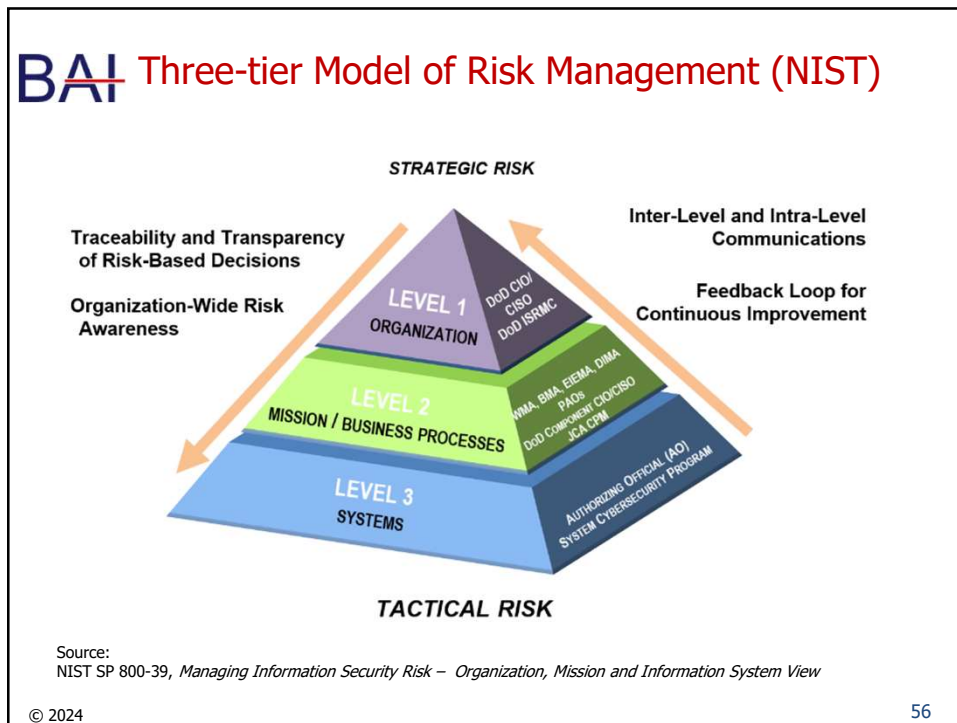 BAI Three-tier Model of Risk Management (NIST)
STRATEGIC RISK
Traceability and Transparency
of Risk-Based Decisions
Organization-Wide Risk
Awareness
Inter-Level and Intra-Level
Communications
Feedback Loop for
Continuous Improvement
LEVEL 1
ORGANIZATION
DoD CIO/
CISO
DoD ISRMC
LEVEL 2
MISSION / BUSINESS PROCESSES
WMA, BMA, EIEMA, DIMA
PAOs
DoD COMPONENT CIO/CISO
JCA CPM
LEVEL 3
SYSTEMS
AUTHORIZING OFFICIAL (AO)
SYSTEM CYBERSECURITY PROGRAM
TACTICAL RISK
Source:
NIST SP 800-39, Managing Information Security Risk – Organization, Mission and Information System View
© 2024
56